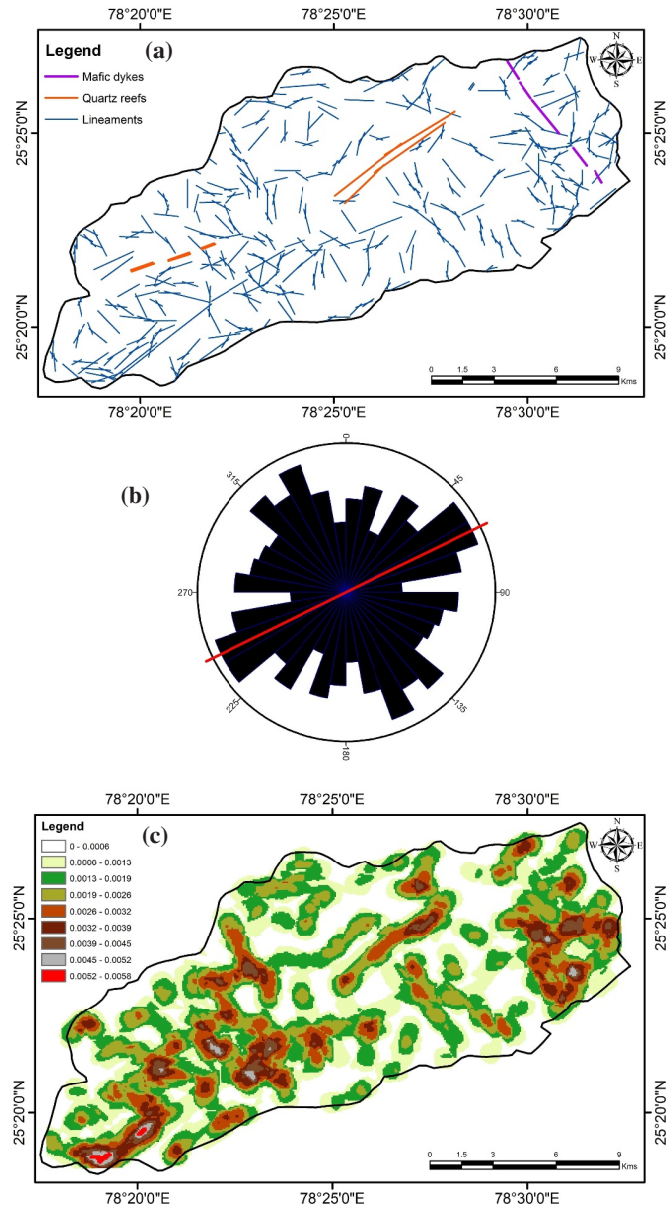 78°20'0"E 78°25'0"E 78°30'0"E
Legend
(a)
Mafic dykes
Quartz reefs
Lineaments
N
W E
S
25°25'0"N 25°25'0"N
25°20'0"N 25°20'0"N
0 1.5 3 6 9
Kms
78°20'0"E 78°25'0"E 78°30'0"E
(b)
0
315 45
270 90
225 135
180
78°20'0"E 78°25'0"E 78°30'0"E
Legend
(c)
0 - 0.0006
0.0006 - 0.0013
0.0013 - 0.0019
0.0019 - 0.0026
0.0026 - 0.0032
0.0032 - 0.0039
0.0039 - 0.0045
0.0045 - 0.0052
0.0052 - 0.0058
N
W E
S
25°25'0"N 25°25'0"N
25°20'0"N 25°20'0"N
0 1.5 3 6 9
Kms
78°20'0"E 78°25'0"E 78°30'0"E